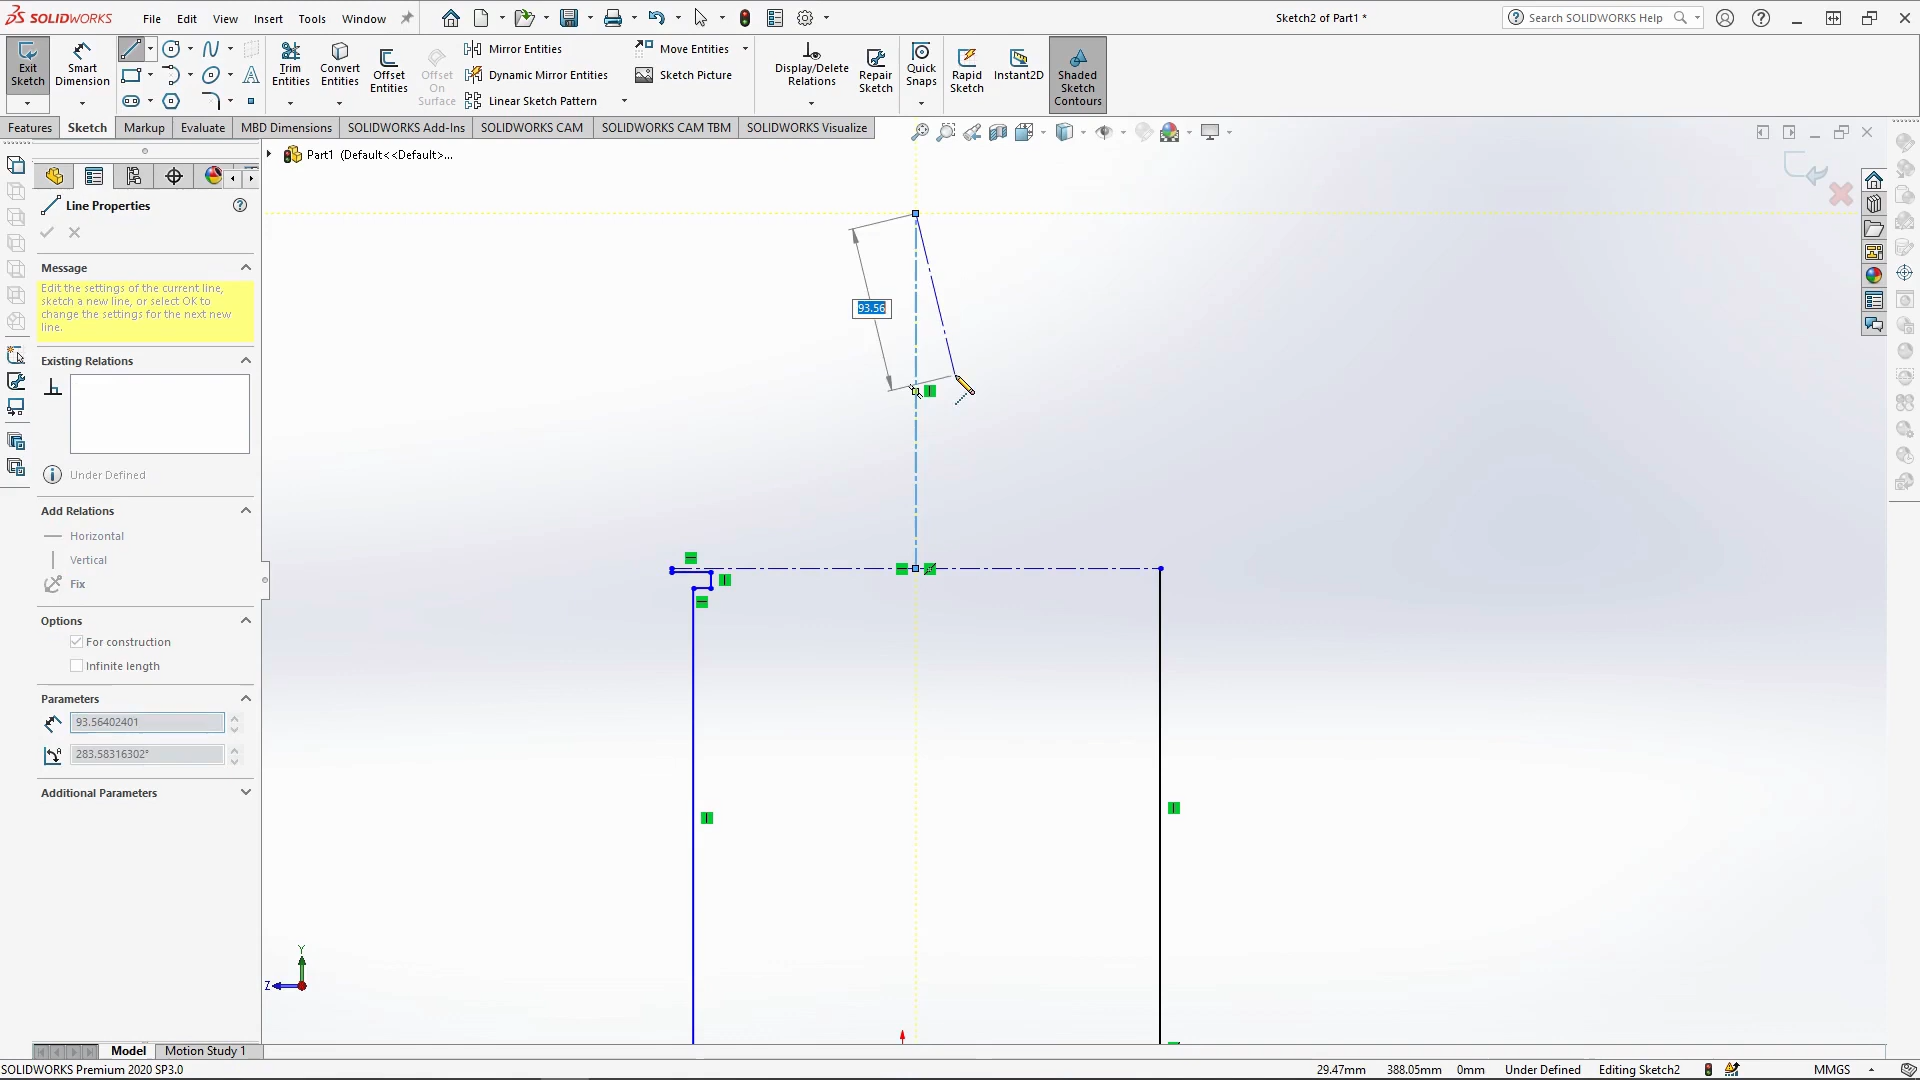 SOLIDWORKS
File
Edit
View
Insert
Tools
Window
Sketch2 of Part1 *
Search SOLIDWORKS Help
Exit Sketch
Smart Dimension
Trim Entities
Convert Entities
Offset Entities
Offset On Surface
Mirror Entities
Dynamic Mirror Entities
Linear Sketch Pattern
Move Entities
Sketch Picture
Display/Delete Relations
Repair Sketch
Quick Snaps
Rapid Sketch
Instant2D
Shaded Sketch Contours
Features
Sketch
Markup
Evaluate
MBD Dimensions
SOLIDWORKS Add-Ins
SOLIDWORKS CAM
SOLIDWORKS CAM TBM
SOLIDWORKS Visualize
Part1 (Default<<Default>...
Line Properties
Message
Edit the settings of the current line,
sketch a new line, or select OK to
change the settings for the next new
line.
Existing Relations
Under Defined
Add Relations
Horizontal
Vertical
Fix
Options
For construction
Infinite length
Parameters
93.56402401
283.58316302°
Additional Parameters
93.56
Y
Z
Model
Motion Study 1
SOLIDWORKS Premium 2020 SP3.0
29.47mm
388.05mm
0mm
Under Defined
Editing Sketch2
MMGS